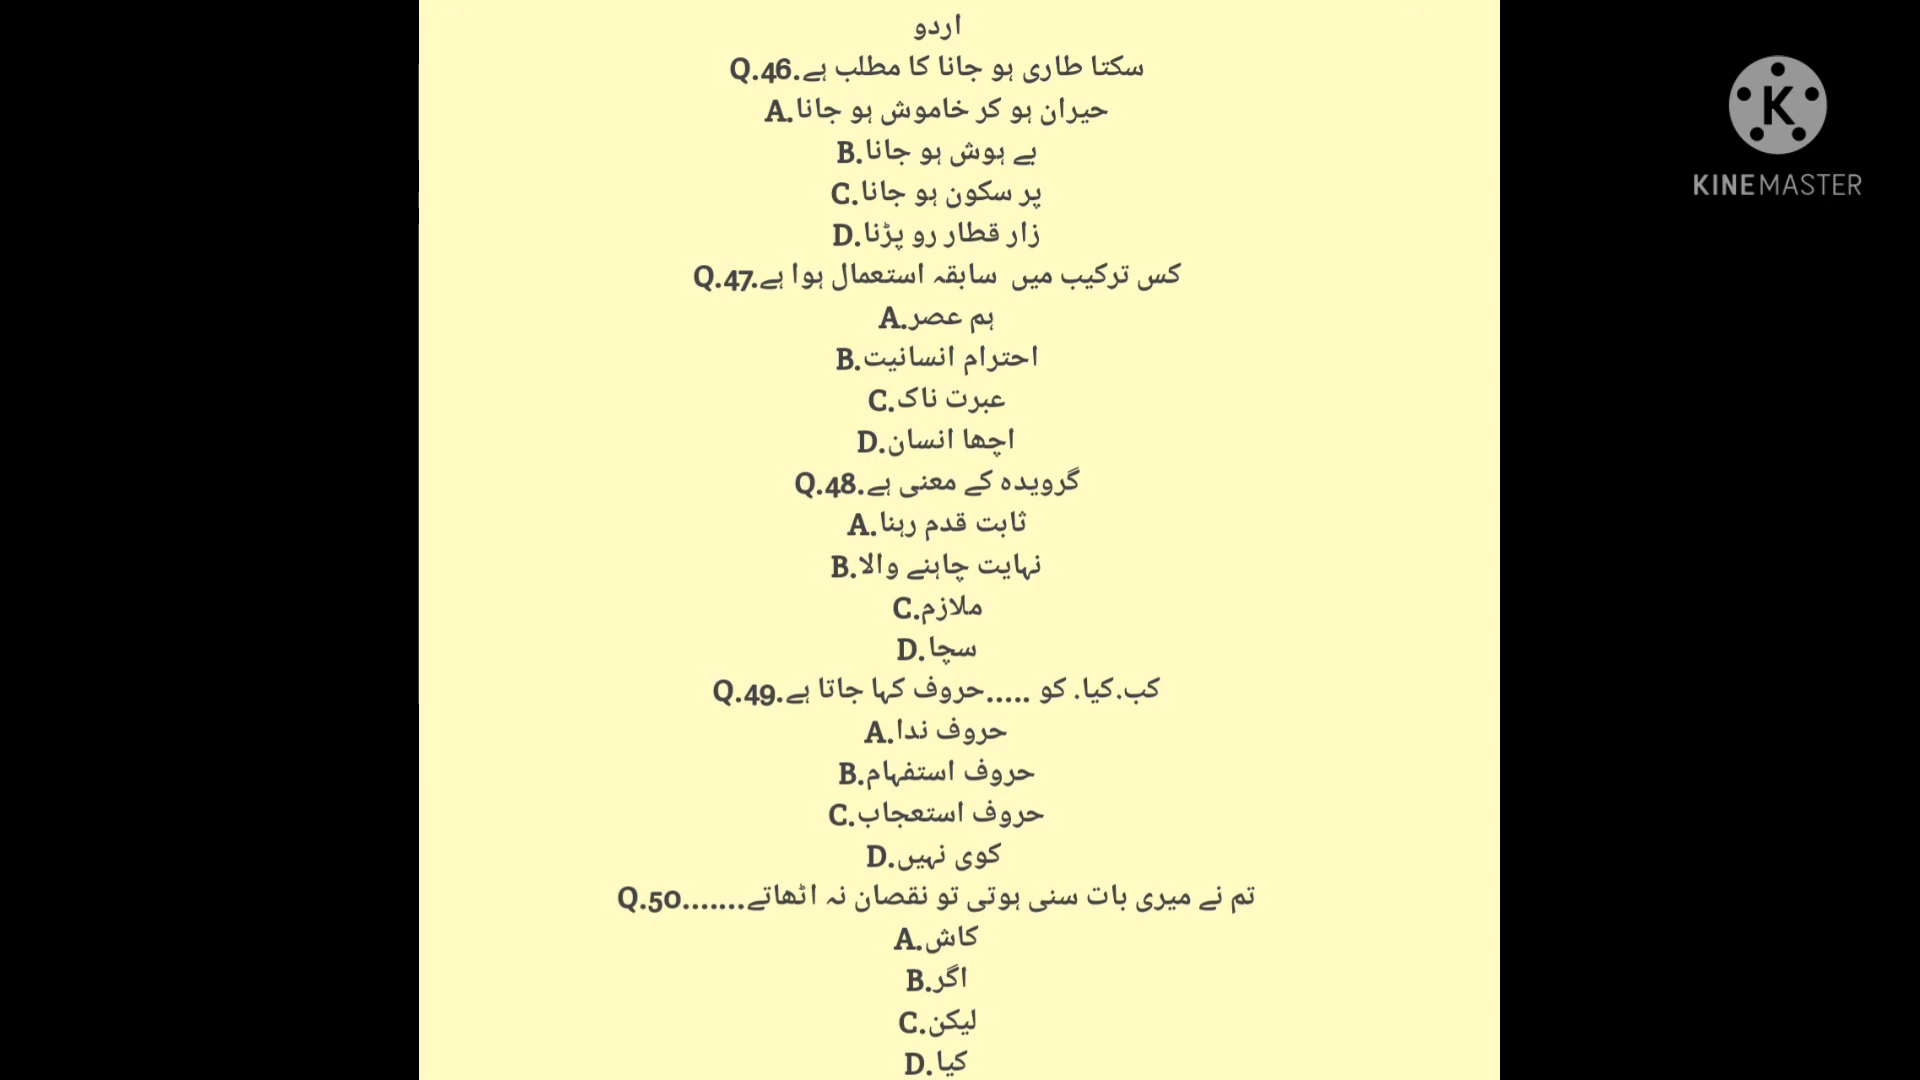 اردو
Q.46.سکتا طاری ہو جانا کا مطلب ہے
A.حیران ہو کر خاموش ہو جانا
B.بے ہوش ہو جانا
C.پر سکون ہو جانا
D.زار قطار رو پڑنا
Q.47.کس ترکیب میں سابقہ استعمال ہوا ہے
A.ہم عصر
B.احترام انسانیت
C.عبرت ناک
D.اچھا انسان
Q.48.گرویدہ کے معنی ہے
A.ثابت قدم رہنا
B.نہایت چاہنے والا
C.ملازم
D.سچا
Q.49.کب.کیا. کو .....حروف کہا جاتا ہے
A.حروف ندا
B.حروف استفہام
C.حروف استعجاب
D.کوی نہیں
Q.50.......تم نے میری بات سنی ہوتی تو نقصان نہ اٹھاتے
A.کاش
B.اگر
C.لیکن
D.کیا
K
KINEMASTER